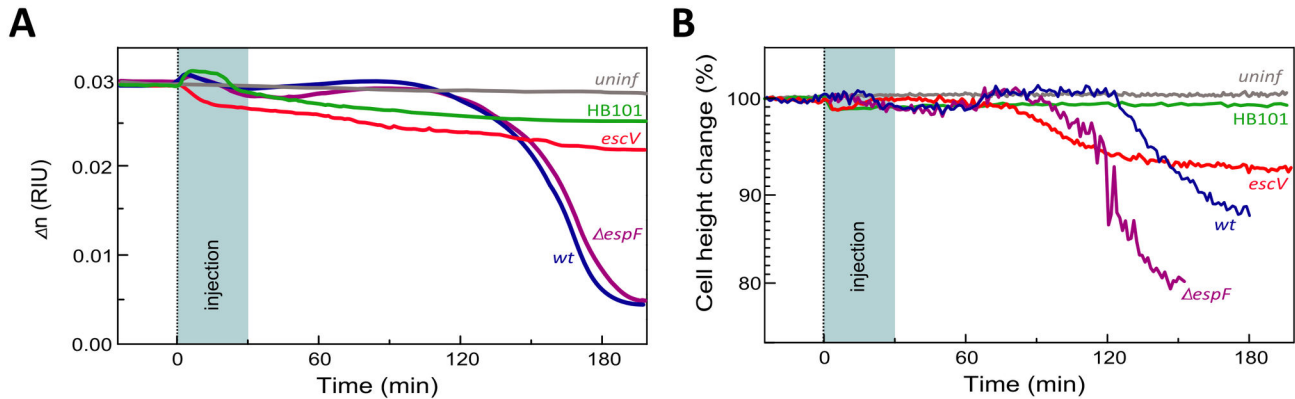 A
Δn (RIU)
0.03
0.02
0.01
0.00
uninf
HB101
escV
ΔespF
wt
injection
0
60
120
180
Time (min)
B
Cell height change (%)
100
90
80
uninf
HB101
escV
wt
ΔespF
injection
0
60
120
180
Time (min)